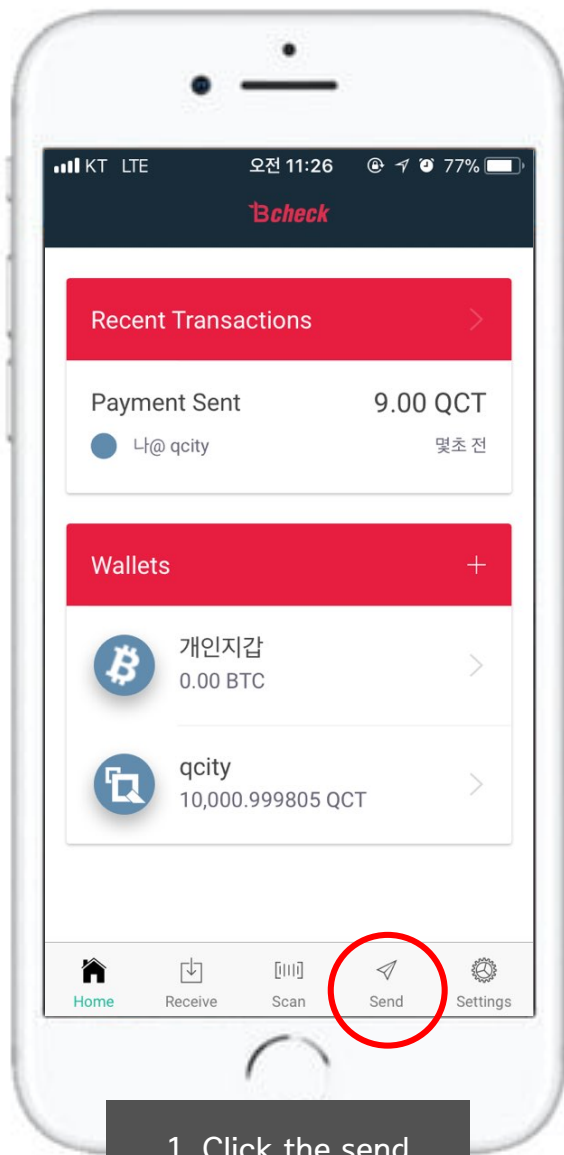 KT LTE 오전 11:26 77%
Bcheck
Recent Transactions
Payment Sent 9.00 QCT
나@ qcity 몇초 전
Wallets
개인지갑
0.00 BTC
qcity
10,000.999805 QCT
Home Receive Scan Send Settings
1. Click the send